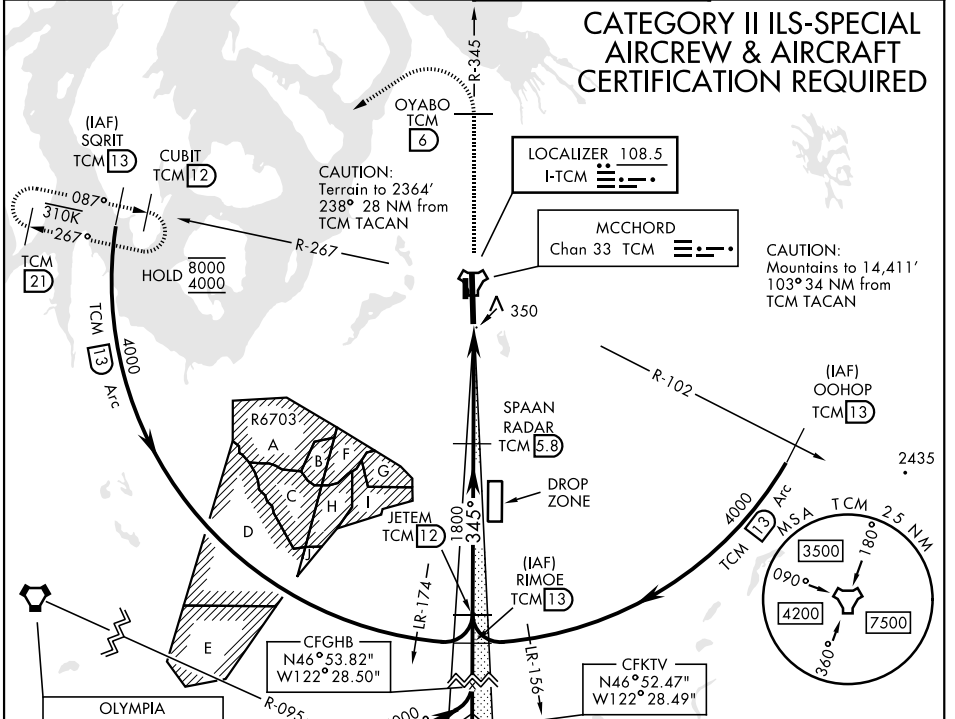 CATEGORY II ILS-SPECIAL
AIRCREW & AIRCRAFT
CERTIFICATION REQUIRED
R-345
OYABO
TCM
6
(IAF)
SQRIT
TCM 13
CUBIT
TCM 12
087°
310K
267°
TCM
21
HOLD 8000
4000
CAUTION:
Terrain to 2364'
238° 28 NM from
TCM TACAN
R-267
LOCALIZER 108.5
I-TCM
MCCHORD
Chan 33 TCM
CAUTION:
Mountains to 14,411'
103° 34 NM from
TCM TACAN
350
TCM 13 Arc
4000
R-102
(IAF)
OOHOP
TCM 13
2435
R6703
A
B
F
G
C
H
I
J
D
E
SPAAN
RADAR
TCM 5.8
DROP
ZONE
JETEM
TCM 12
1800
345°
(IAF)
RIMOE
TCM 13
4000
TCM 13 Arc
MSA TCM 25 NM
3500
180°
090°
4200
7500
360°
LR-174
LR-156
CFGHB
N46°53.82"
W122°28.50"
CFKTV
N46°52.47"
W122°28.49"
OLYMPIA
R-095